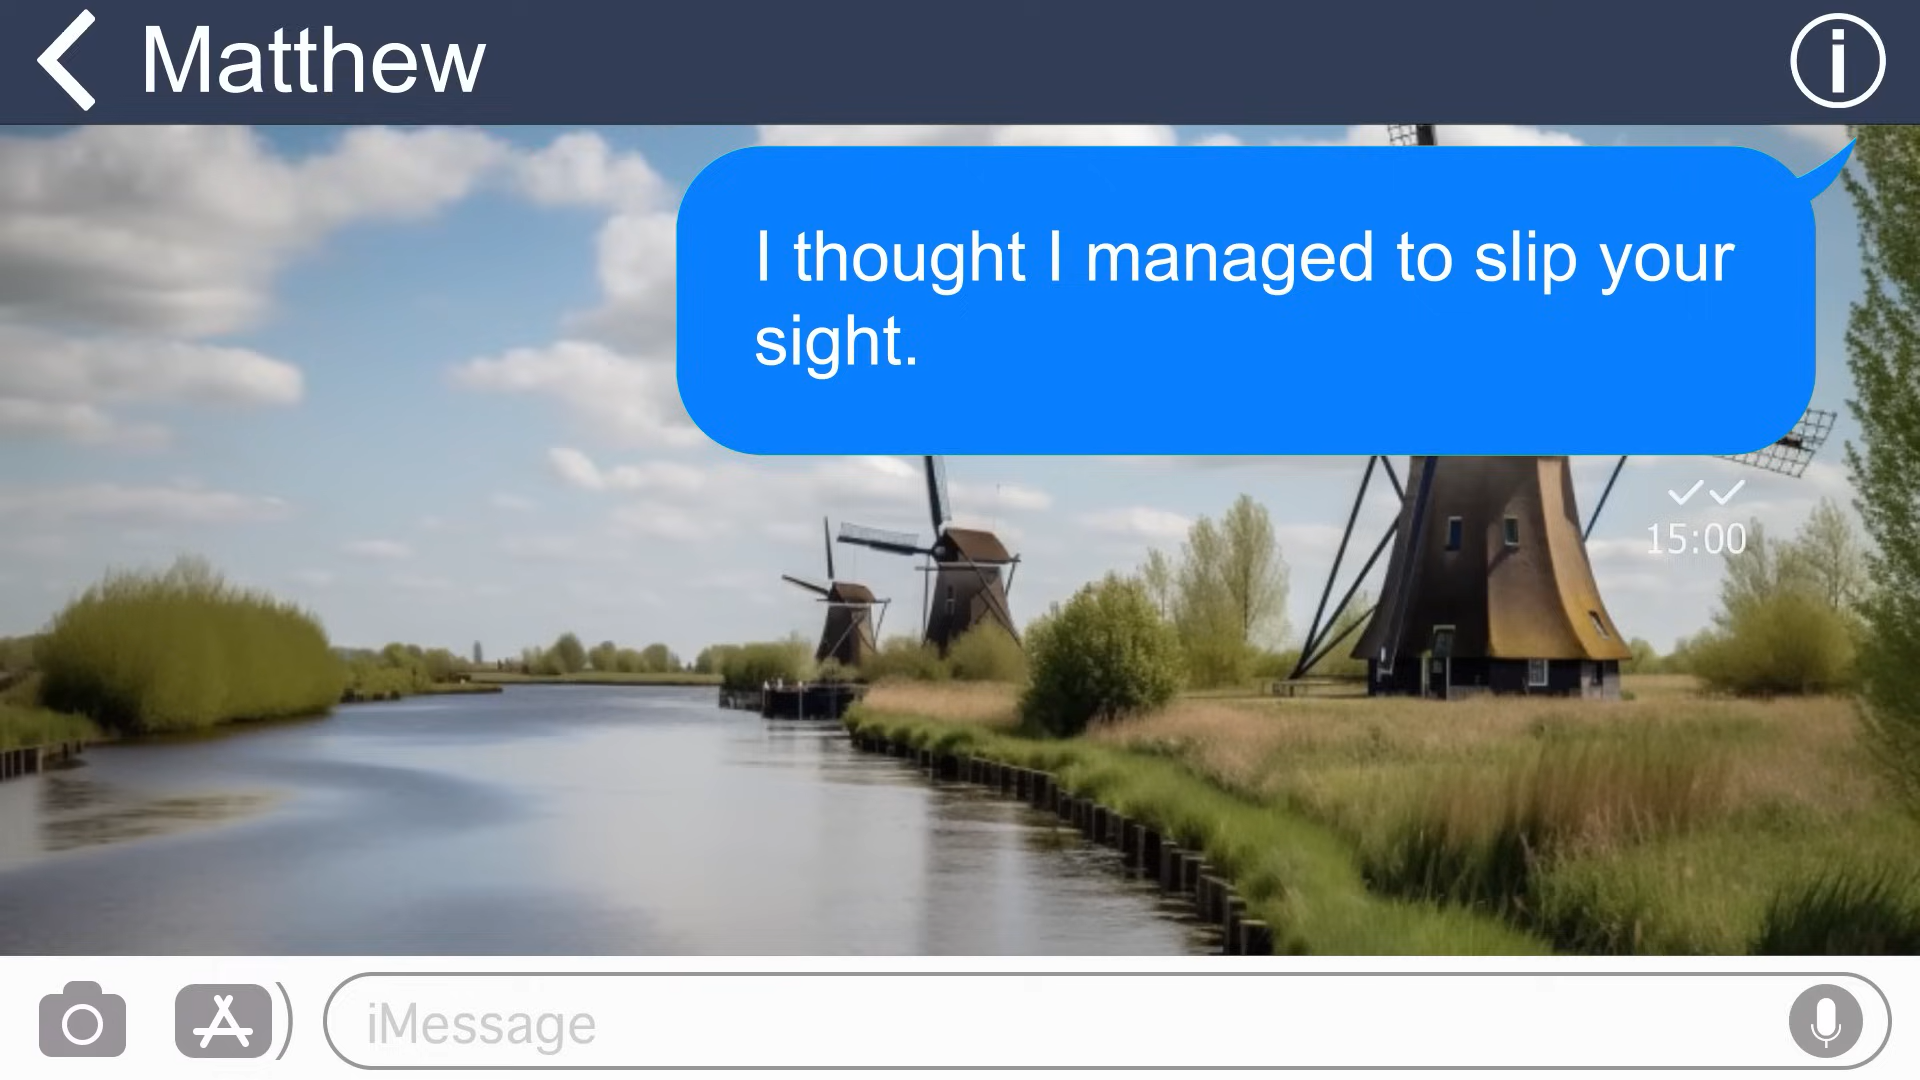 Matthew
I thought I managed to slip your
sight.
15:00
iMessage